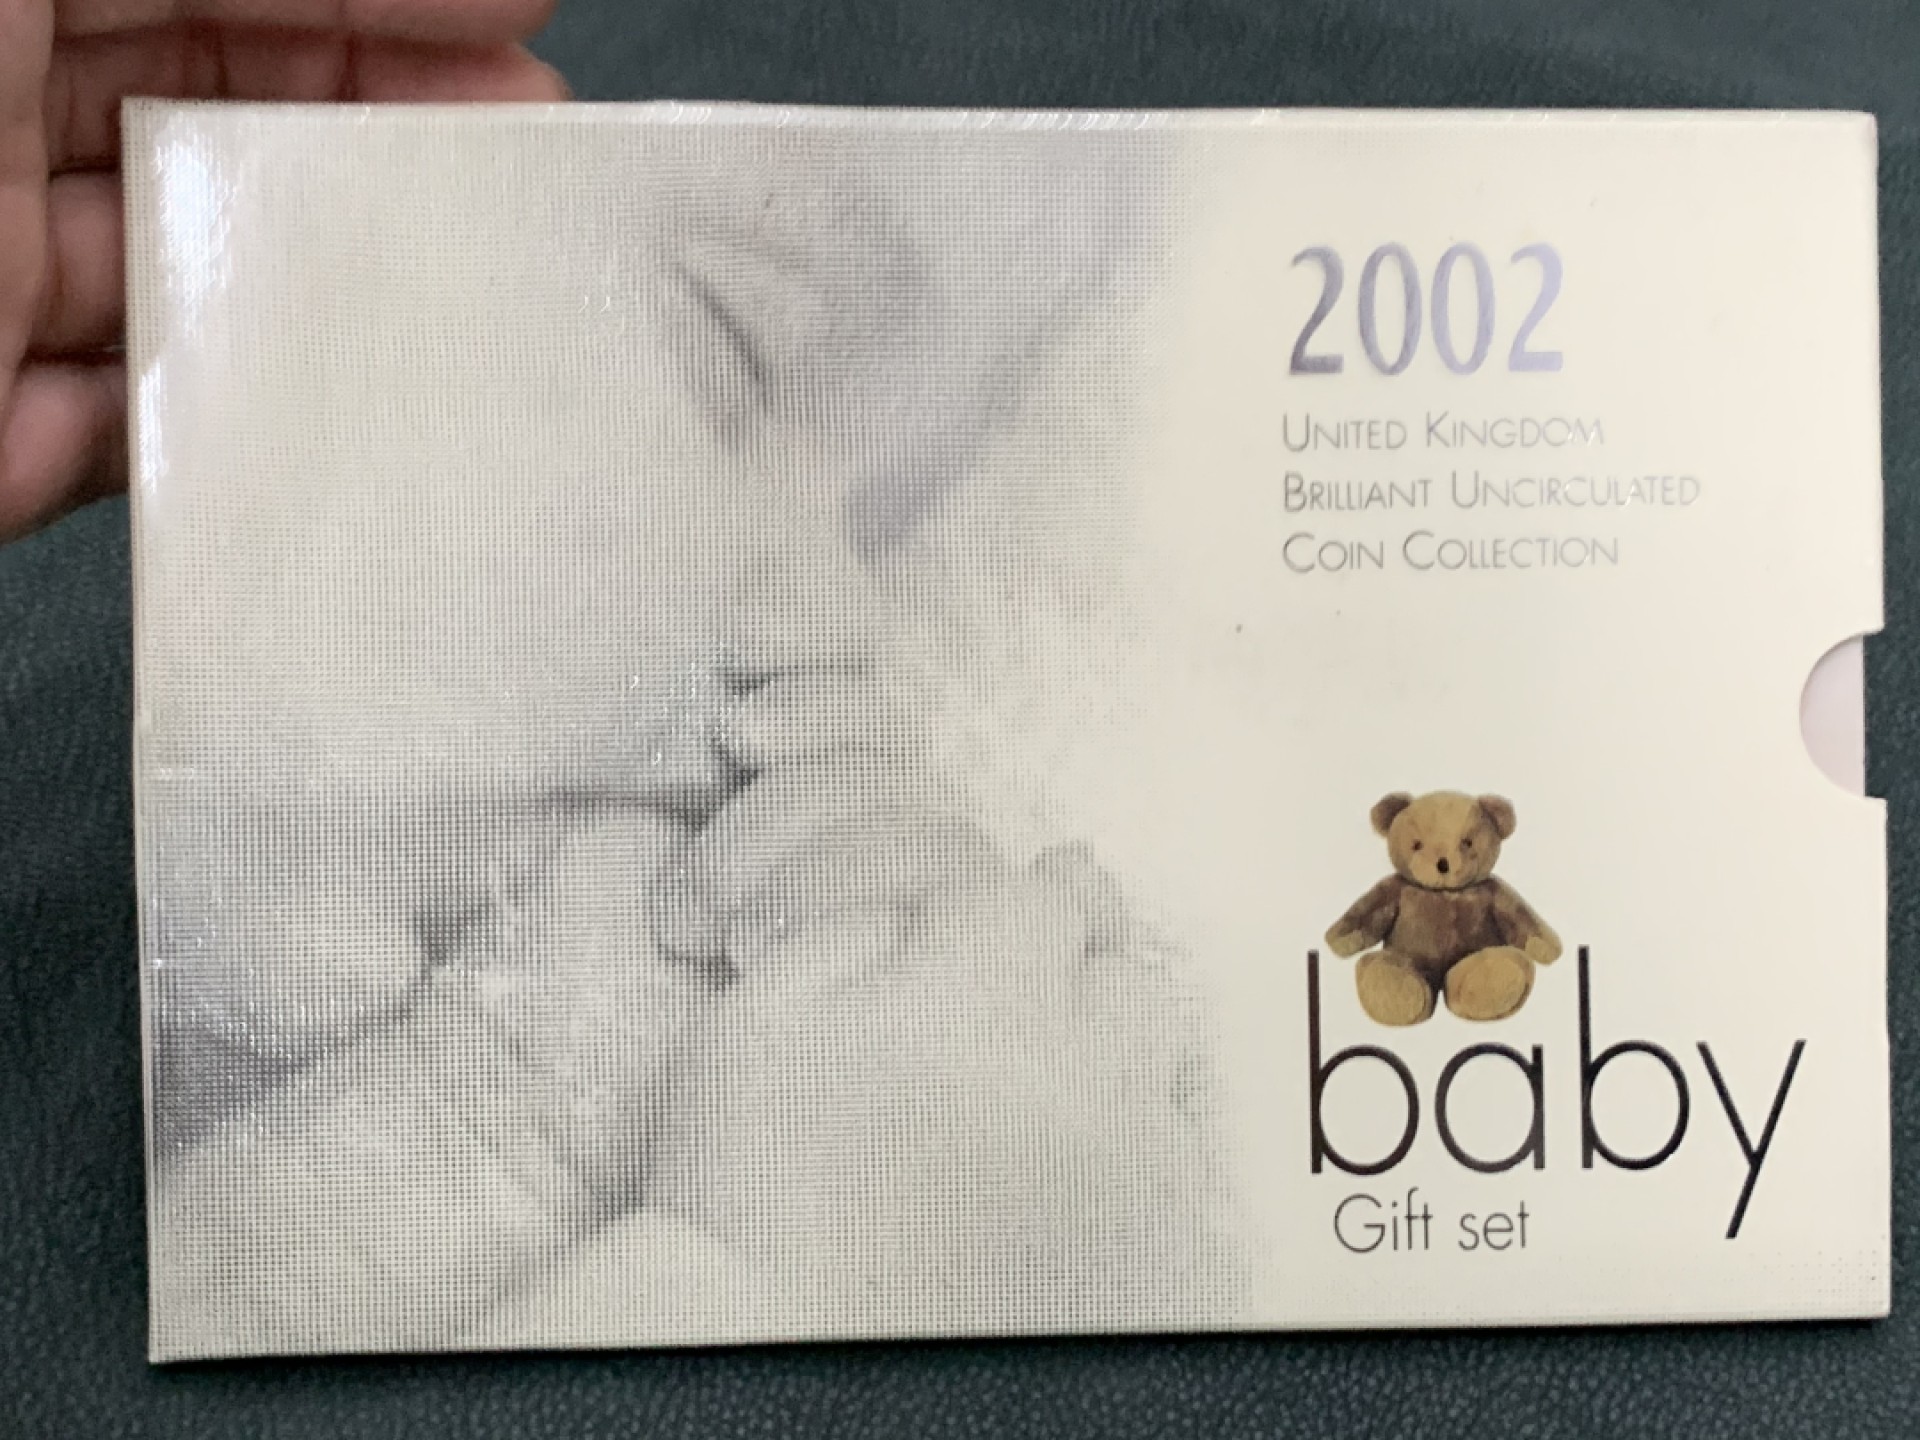 2002
United Kingdom
Brilliant Uncirculated
Coin Collection
baby
Gift set